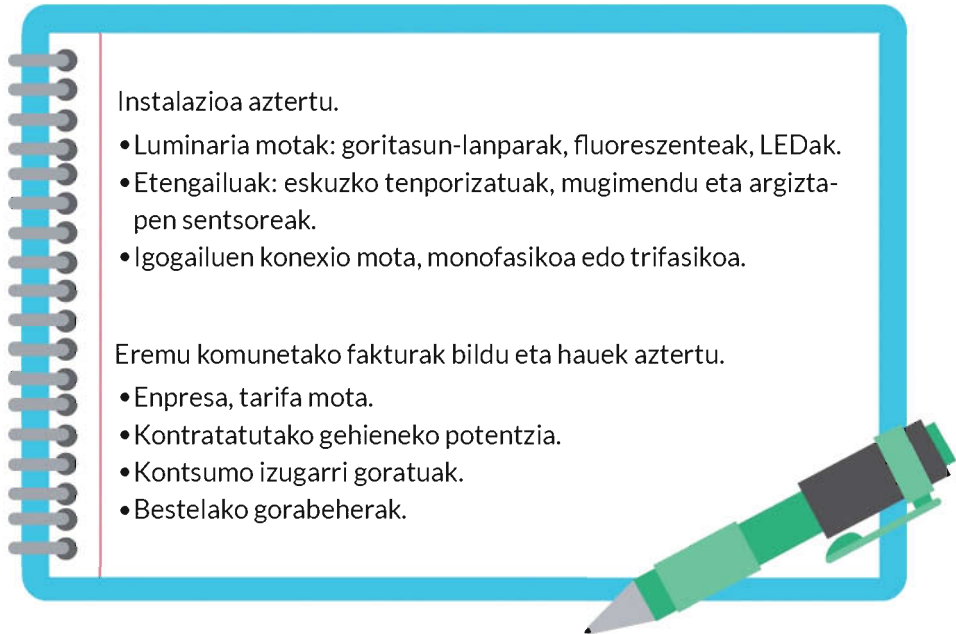 Instalazioa aztertu.
•Luminaria motak: goritasun-lanparak, fluoreszenteak, LEDak.
•Etengailuak: eskuzko tenporizatuak, mugimendu eta argizta-
pen sentsoreak.
•Igogailuen konexio mota, monofasikoa edo trifasikoa.
Eremu komunetako fakturak bildu eta hauek aztertu.
•Enpresa, tarifa mota.
•Kontratatutako gehieneko potentzia.
•Kontsumo izugarri goratuak.
•Bestelako gorabeherak.